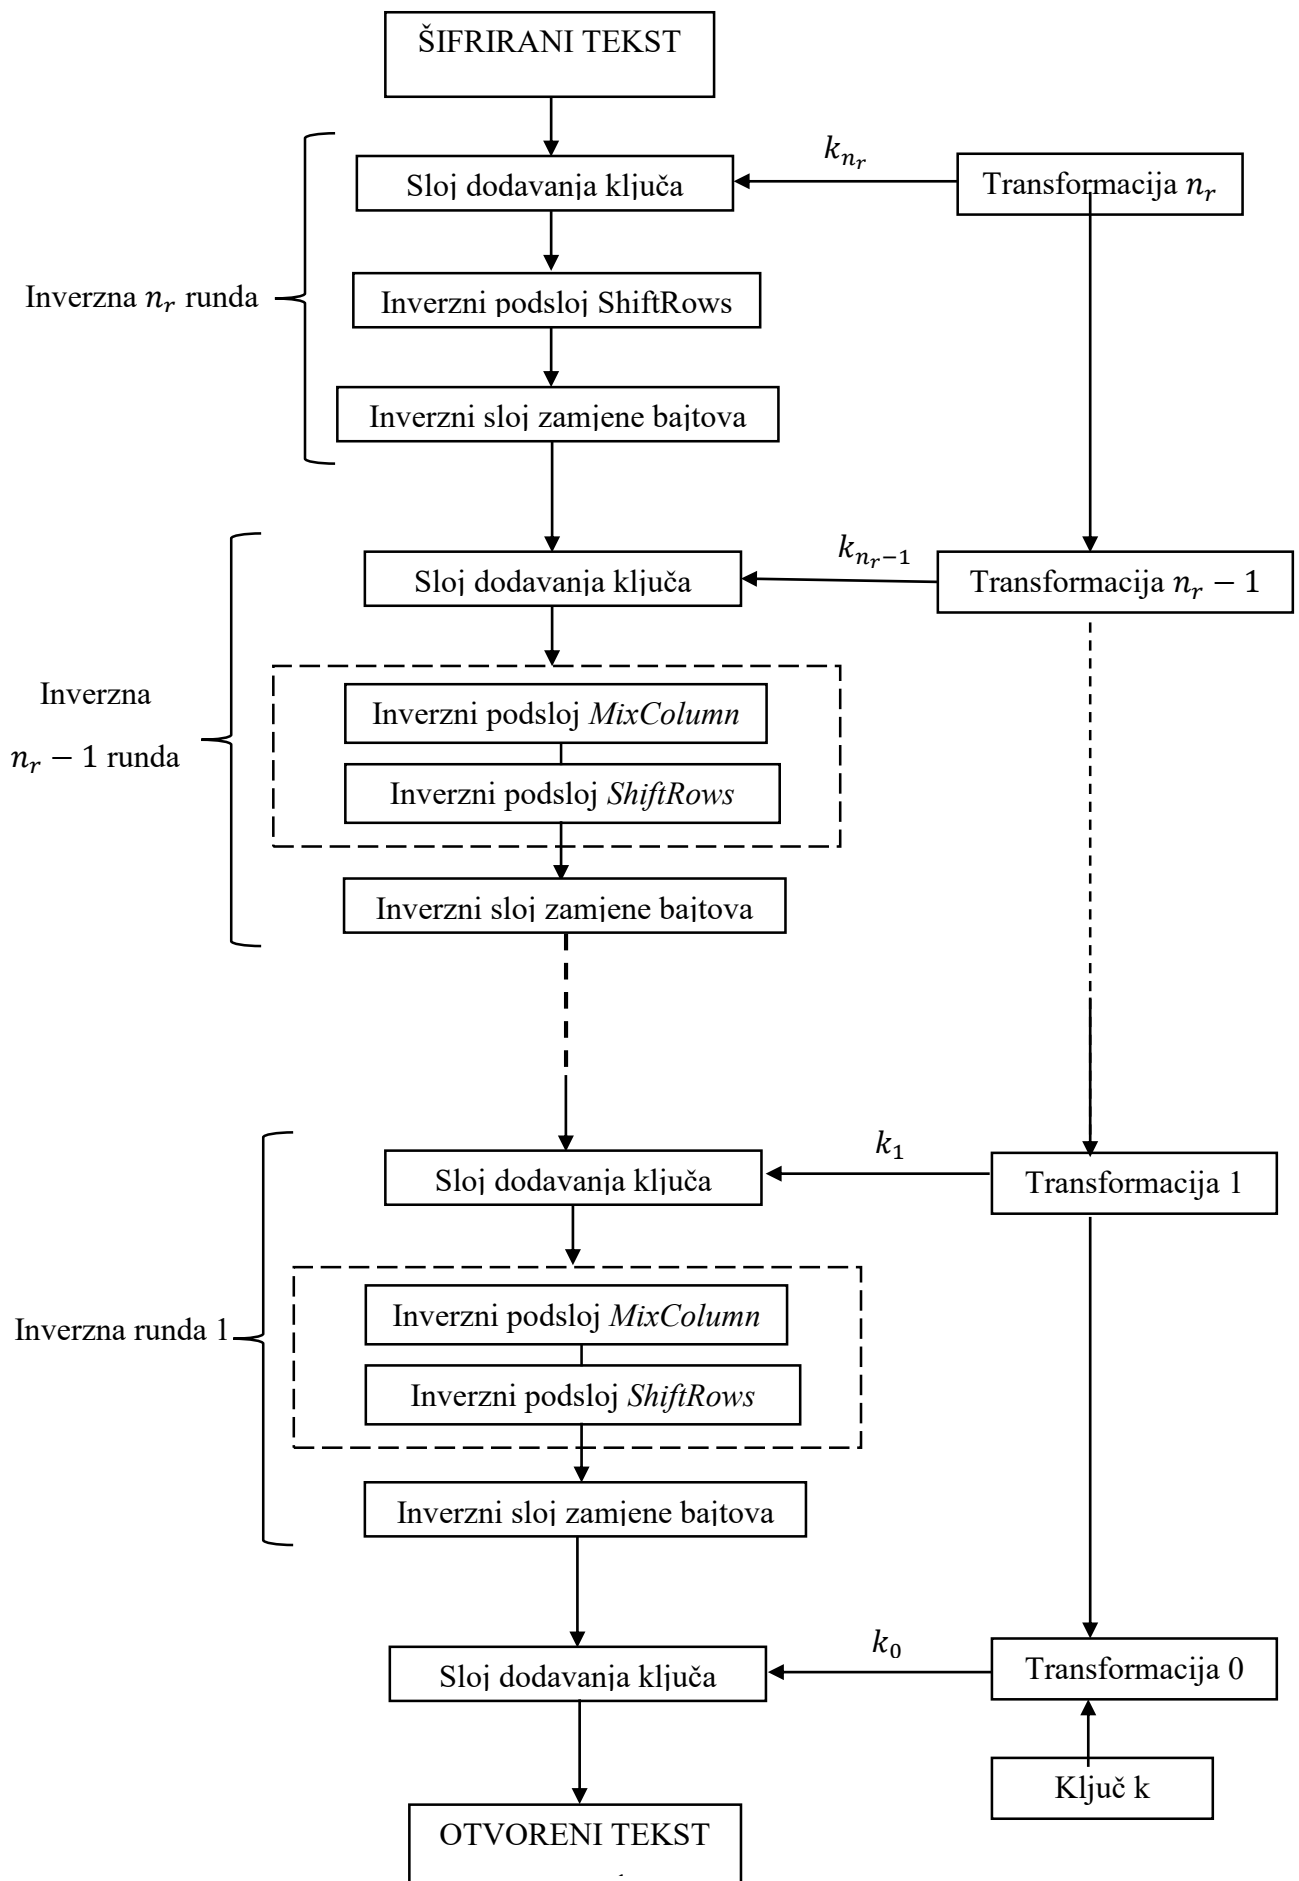 ŠIFRIRANI TEKST
k_{n_r}
Sloj dodavanja ključa
Transformacija n_r
Inverzna n_r runda
Inverzni podsloj ShiftRows
Inverzni sloj zamjene bajtova
k_{n_r−1}
Sloj dodavanja ključa
Transformacija n_r − 1
Inverzna
n_r − 1 runda
Inverzni podsloj MixColumn
Inverzni podsloj ShiftRows
Inverzni sloj zamjene bajtova
k_1
Sloj dodavanja ključa
Transformacija 1
Inverzna runda 1
Inverzni podsloj MixColumn
Inverzni podsloj ShiftRows
Inverzni sloj zamjene bajtova
k_0
Sloj dodavanja ključa
Transformacija 0
Ključ k
OTVORENI TEKST